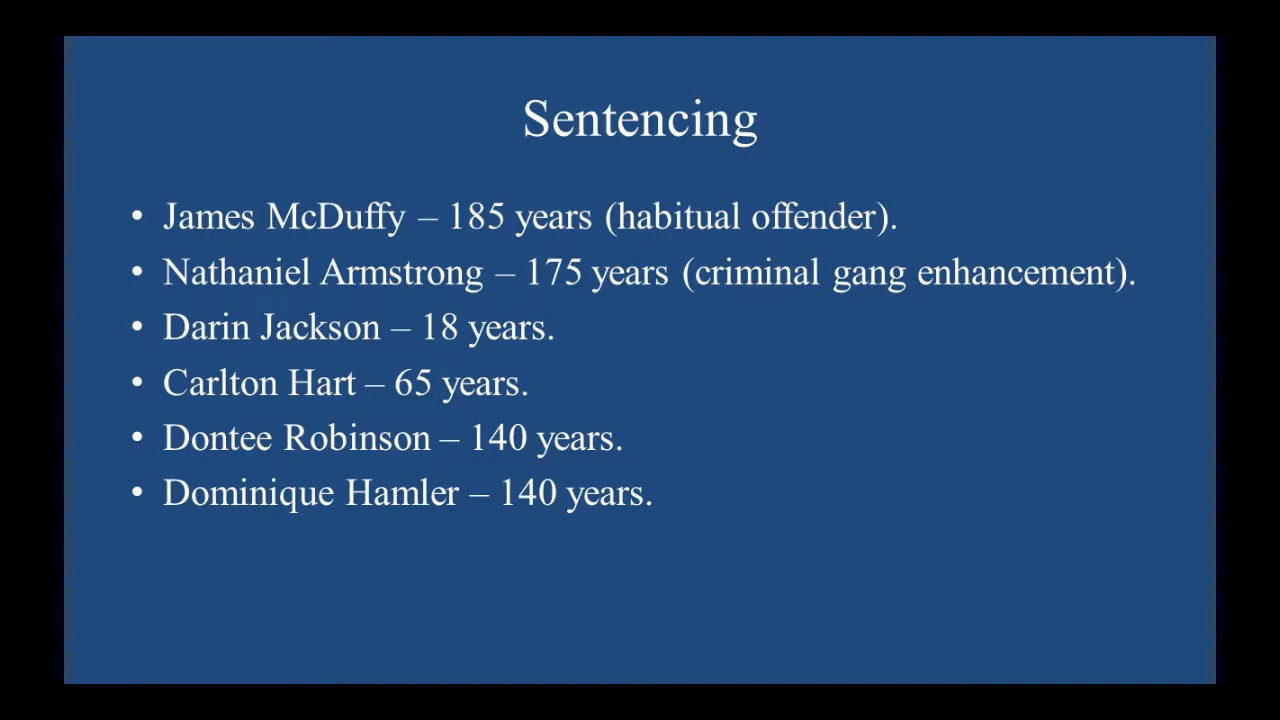 Sentencing
• James McDuffy – 185 years (habitual offender).
• Nathaniel Armstrong – 175 years (criminal gang enhancement).
• Darin Jackson – 18 years.
• Carlton Hart – 65 years.
• Dontee Robinson – 140 years.
• Dominique Hamler – 140 years.